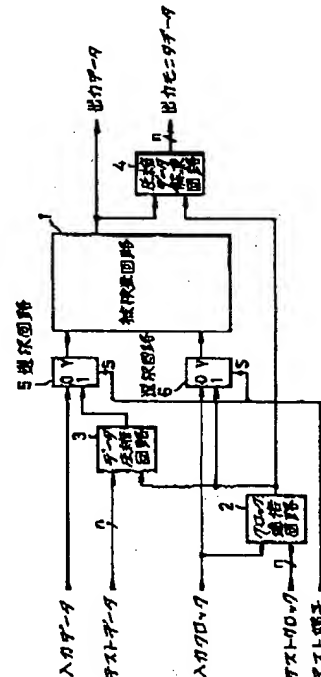 入力データ
テストデータ
入力クロック
テストクロック
テスト端子
n
n
5 選択回路
0 Y
1
S
3
データ
圧縮
回路
選択回路
6
0 Y
1
S
2
クロック
逓倍
回路
1
被検査回路
4
圧縮
データ
回路
n
出力データ
出力モニタデータ